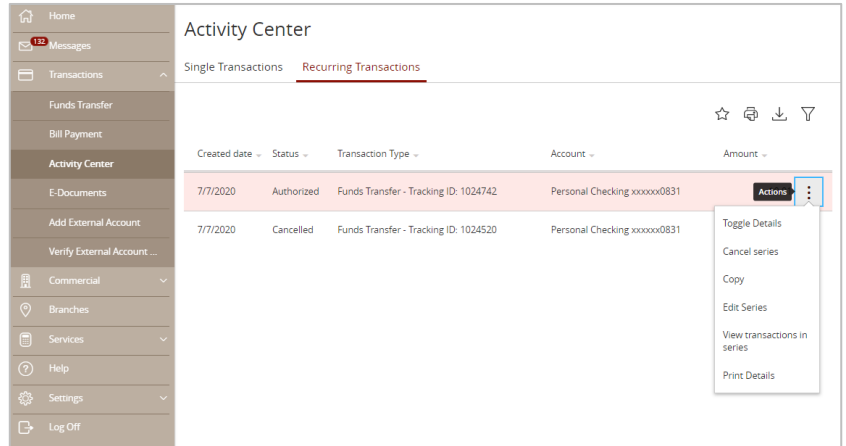 Home
132
Messages
Transactions
Funds Transfer
Bill Payment
Activity Center
E-Documents
Add External Account
Verify External Account ...
Commercial
Branches
Services
Help
Settings
Log Off
Activity Center
Single Transactions Recurring Transactions
Created date Status Transaction Type Account Amount
7/7/2020 Authorized Funds Transfer - Tracking ID: 1024742 Personal Checking xxxxxx0831 Actions
7/7/2020 Cancelled Funds Transfer - Tracking ID: 1024520 Personal Checking xxxxxx0831
Toggle Details
Cancel series
Copy
Edit Series
View transactions in
series
Print Details